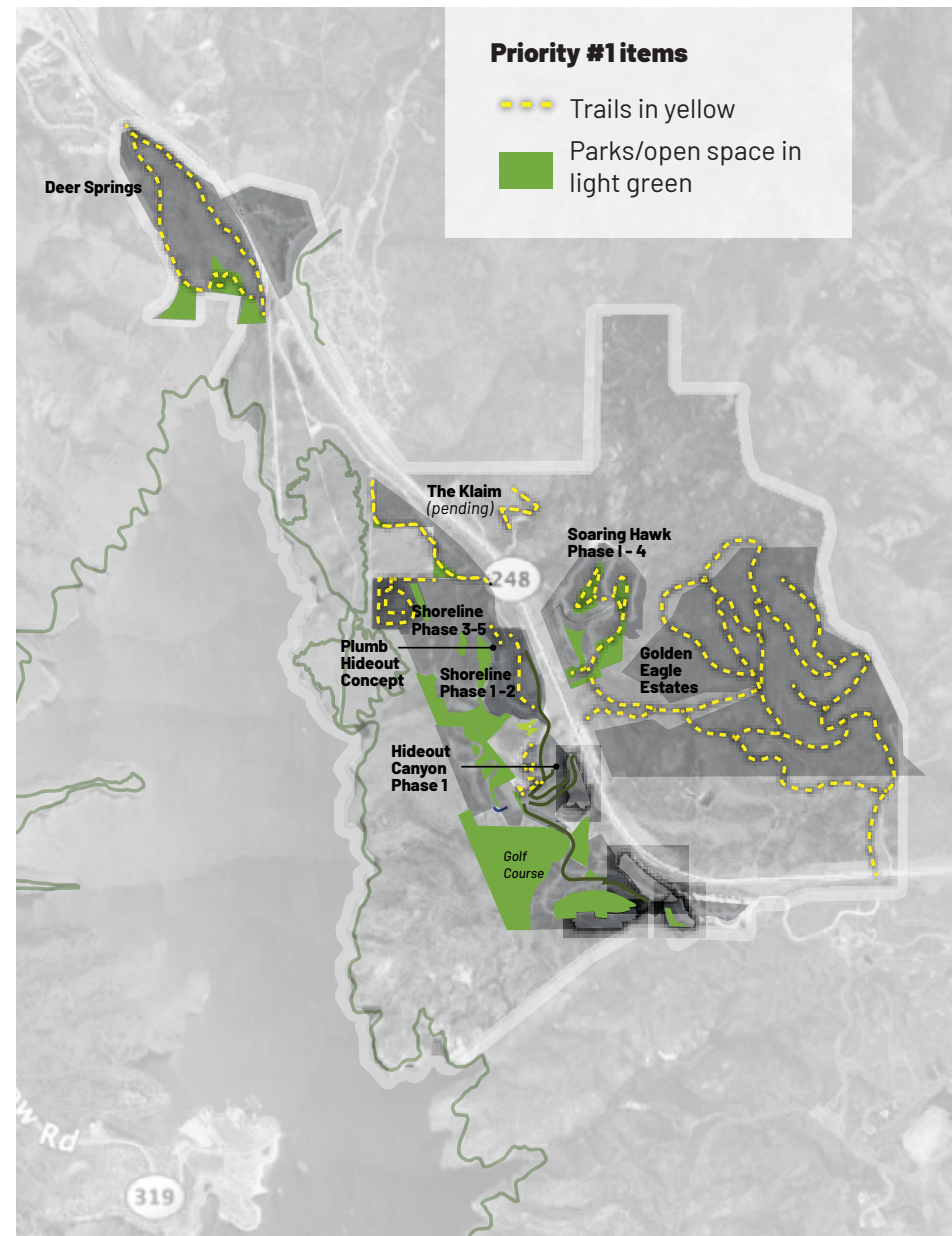 Priority #1 items
Trails in yellow
Parks/open space in
light green
Deer Springs
The Klaim
(pending)
Soaring Hawk
Phase I - 4
248
Shoreline
Phase 3-5
Plumb
Hideout
Concept
Shoreline
Phase 1 -2
Golden
Eagle
Estates
Hideout
Canyon
Phase 1
Golf
Course
Rd
319